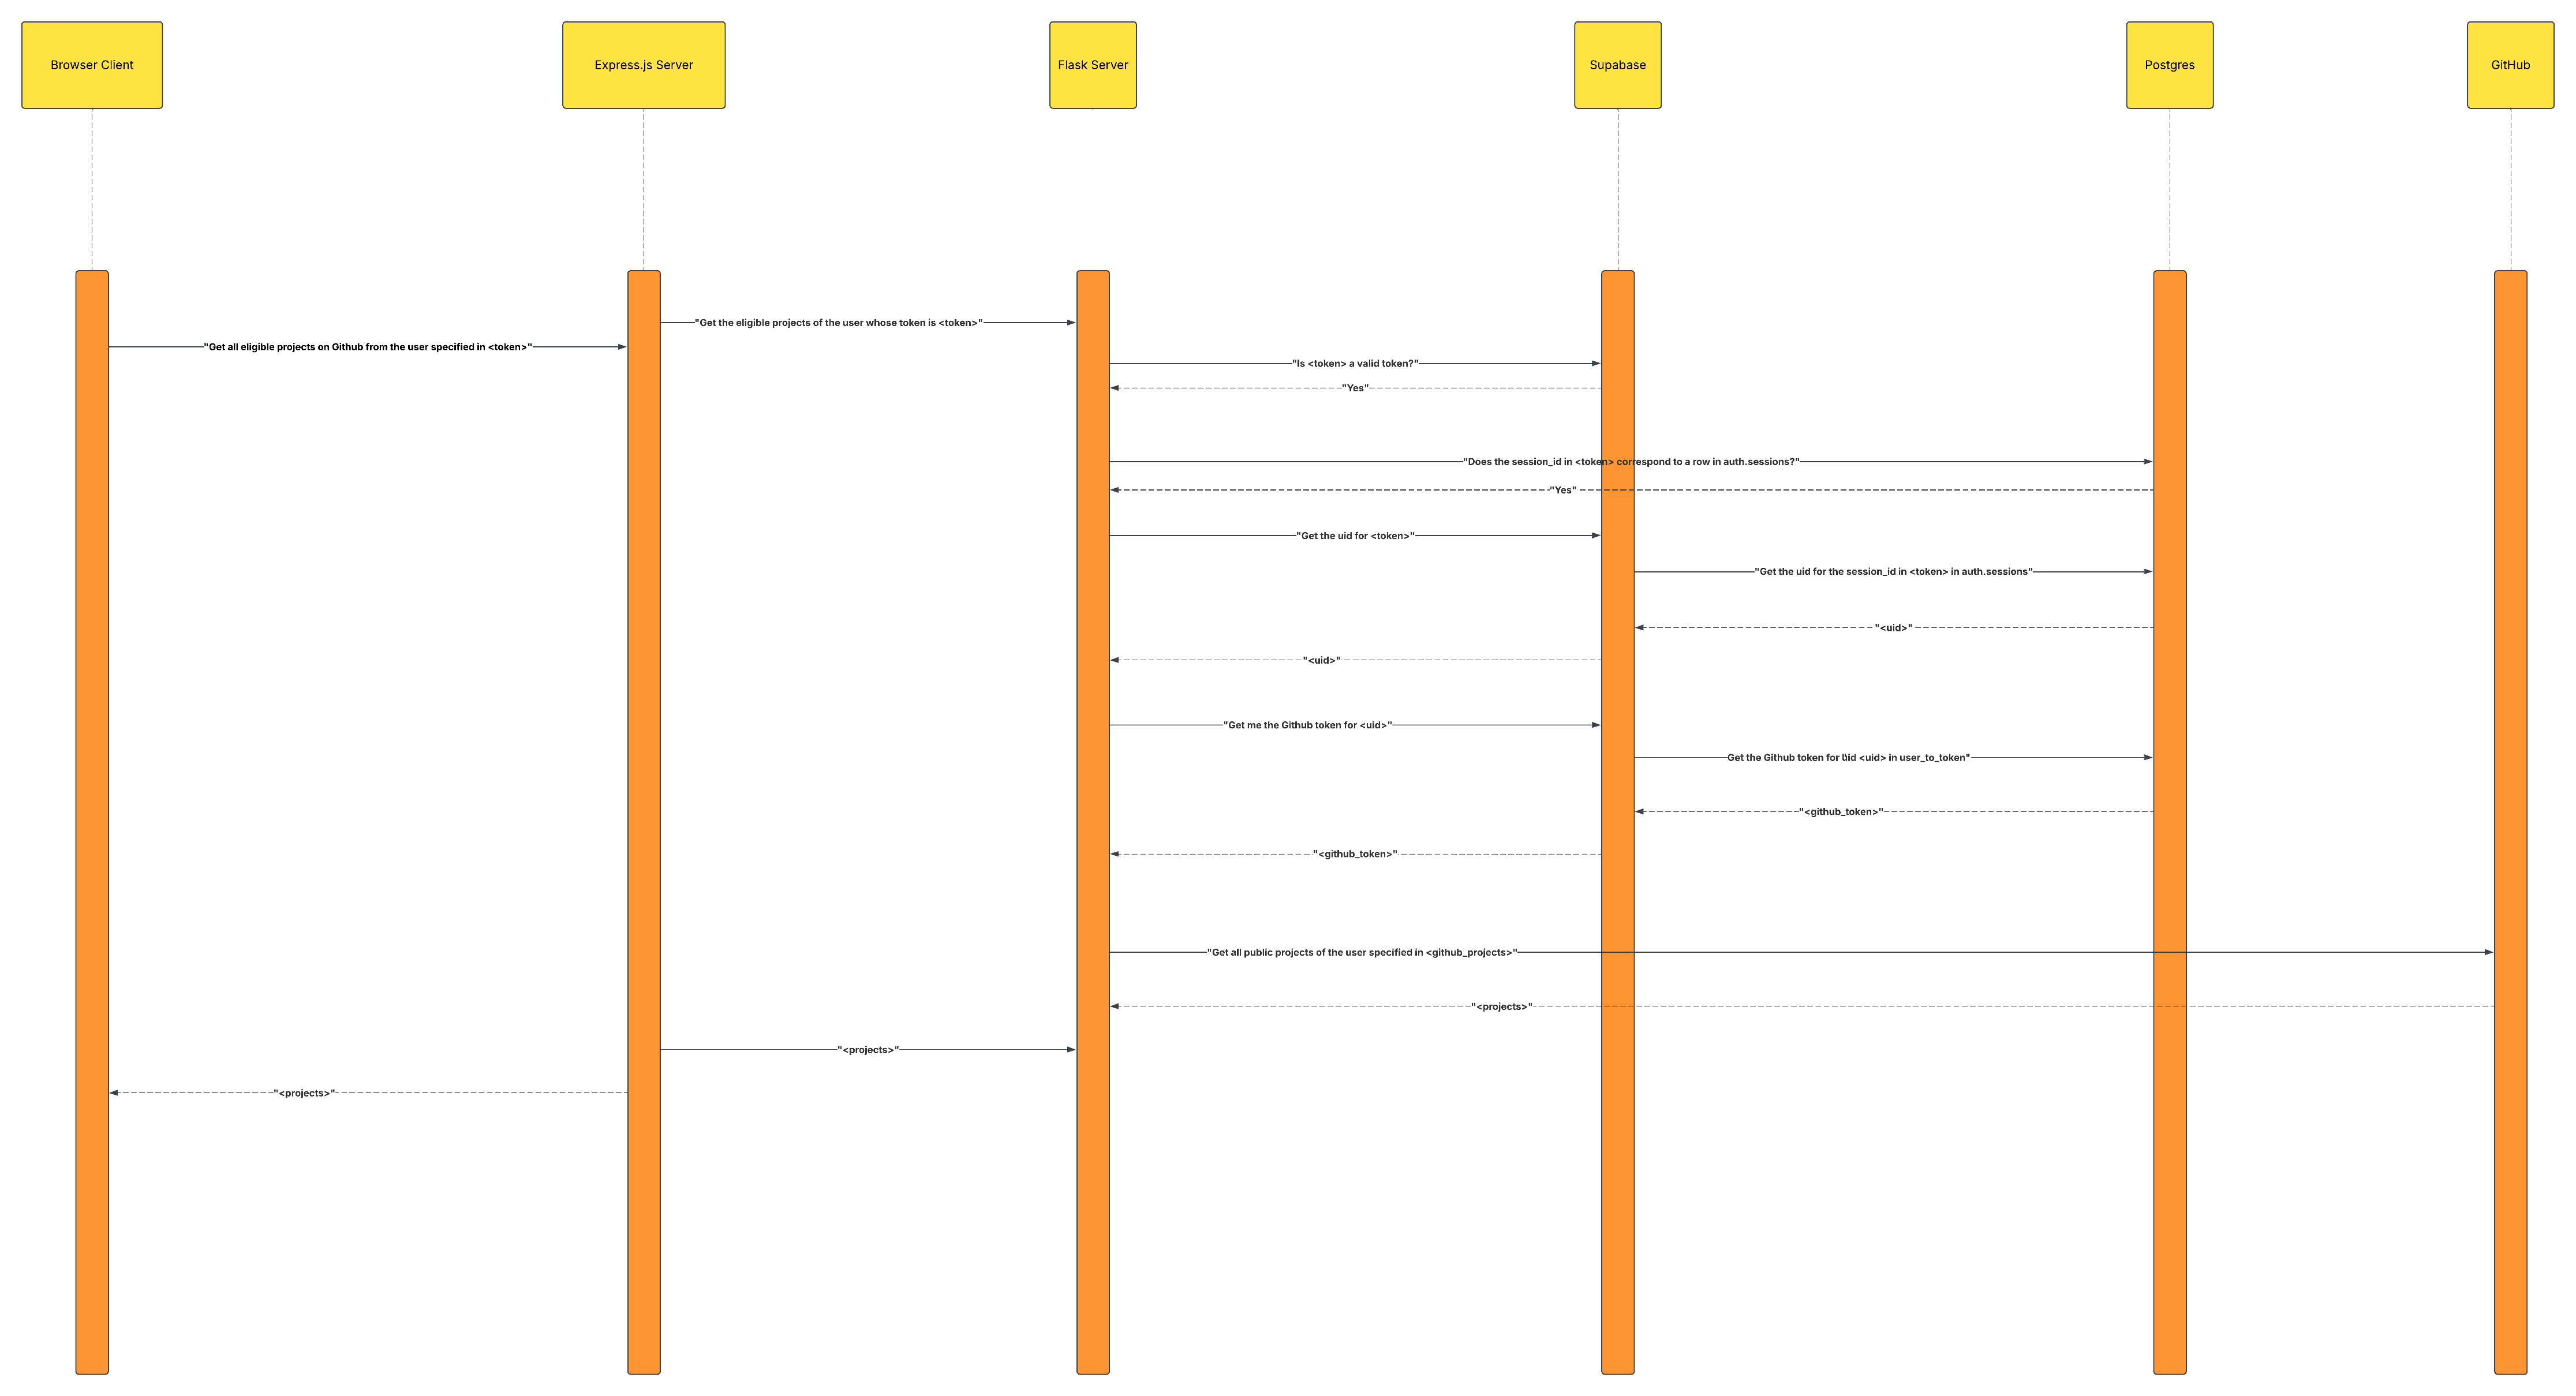 Browser Client
Express.js Server
Flask Server
Supabase
Postgres
GitHub
"Get the eligible projects of the user whose token is <token>"
"Get all eligible projects on Github from the user specified in <token>"
"Is <token> a valid token?"
"Yes"
"Does the session_id in <token> correspond to a row in auth.sessions?"
"Yes"
"Get the uid for <token>"
"Get the uid for the session_id in <token> in auth.sessions"
"<uid>"
"<uid>"
"Get me the Github token for <uid>"
Get the Github token for uid <uid> in user_to_token"
"<github_token>"
"<github_token>"
"Get all public projects of the user specified in <github_projects>"
"<projects>"
"<projects>"
"<projects>"